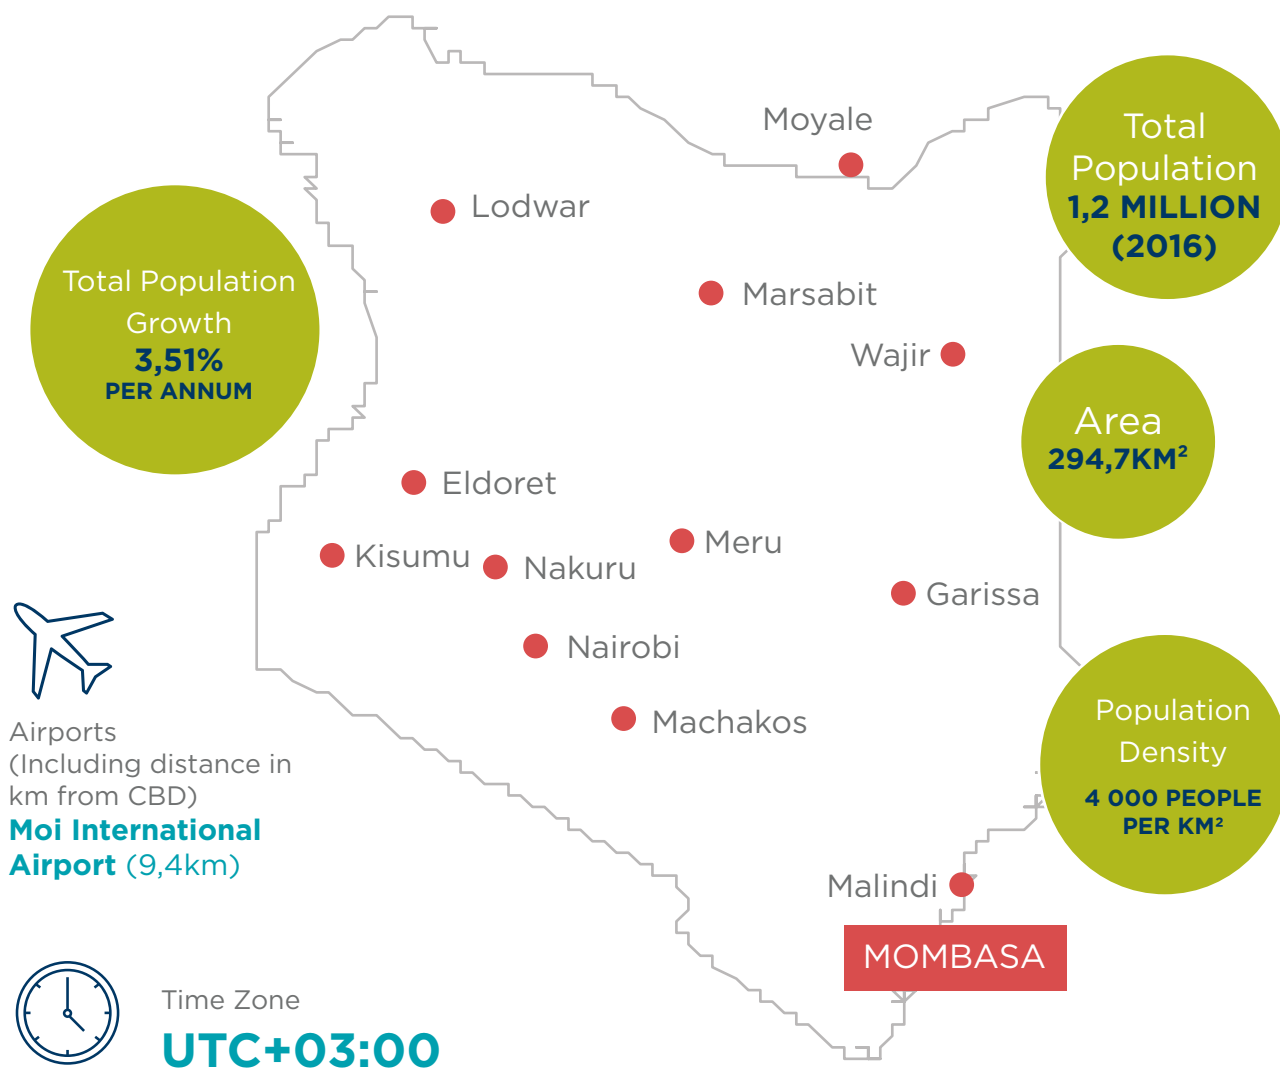 Moyale
Total
Population
1,2 MILLION
(2016)
Lodwar
Total Population
Growth
3,51%
PER ANNUM
Marsabit
Wajir
Area
294,7KM²
Eldoret
Kisumu
Nakuru
Meru
Garissa
Nairobi
Machakos
Population
Density
4 000 PEOPLE
PER KM²
Airports
(Including distance in
km from CBD)
Moi International
Airport (9,4km)
Malindi
MOMBASA
Time Zone
UTC+03:00